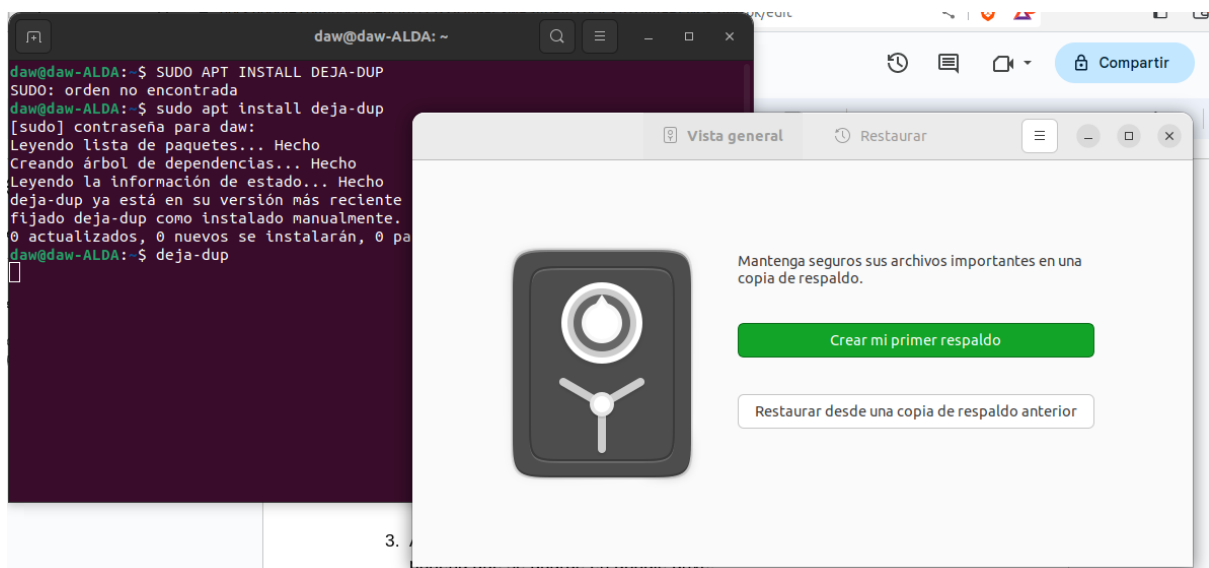 daw@daw-ALDA: ~
Compartir
daw@daw-ALDA:~$ SUDO APT INSTALL DEJA-DUP
SUDO: orden no encontrada
daw@daw-ALDA:~$ sudo apt install deja-dup
[sudo] contraseña para daw:
Leyendo lista de paquetes... Hecho
Creando árbol de dependencias... Hecho
Leyendo la información de estado... Hecho
deja-dup ya está en su versión más reciente
fijado deja-dup como instalado manualmente.
0 actualizados, 0 nuevos se instalarán, 0 pa
daw@daw-ALDA:~$ deja-dup
Vista general
Restaurar
Mantenga seguros sus archivos importantes en una
copia de respaldo.
Crear mi primer respaldo
Restaurar desde una copia de respaldo anterior
3.